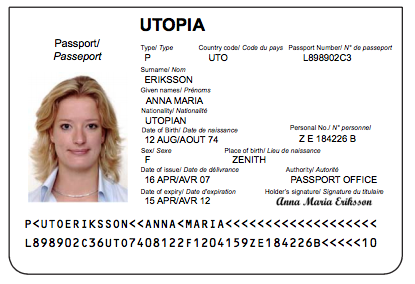 UTOPIA
Passport/ Passeport
Type/ Type Country code/ Code du pays Passport Number/ N° de passeport
P UTO L898902C3
Surname/ Nom
ERIKSSON
Given names/ Prénoms
ANNA MARIA
Nationality/ Nationalité
UTOPIAN
Date of Birth/ Date de naissance Personal No./ N° personnel
12 AUG/AOUT 74 Z E 184226 B
Sex/ Sexe Place of birth/ Lieu de naissance
F ZENITH
Date of issue/ Date de délivrance Authority/ Autorité
16 APR/AVR 07 PASSPORT OFFICE
Date of expiry/ Date d'expiration Holder's signature/ Signature du titulaire
15 APR/AVR 12 Anna Maria Eriksson
P<UTOERIKSSON<<ANNA<MARIA<<<<<<<<<<<<<<<<<<<
L898902C36UTO7408122F1204159ZE184226B<<<<<10